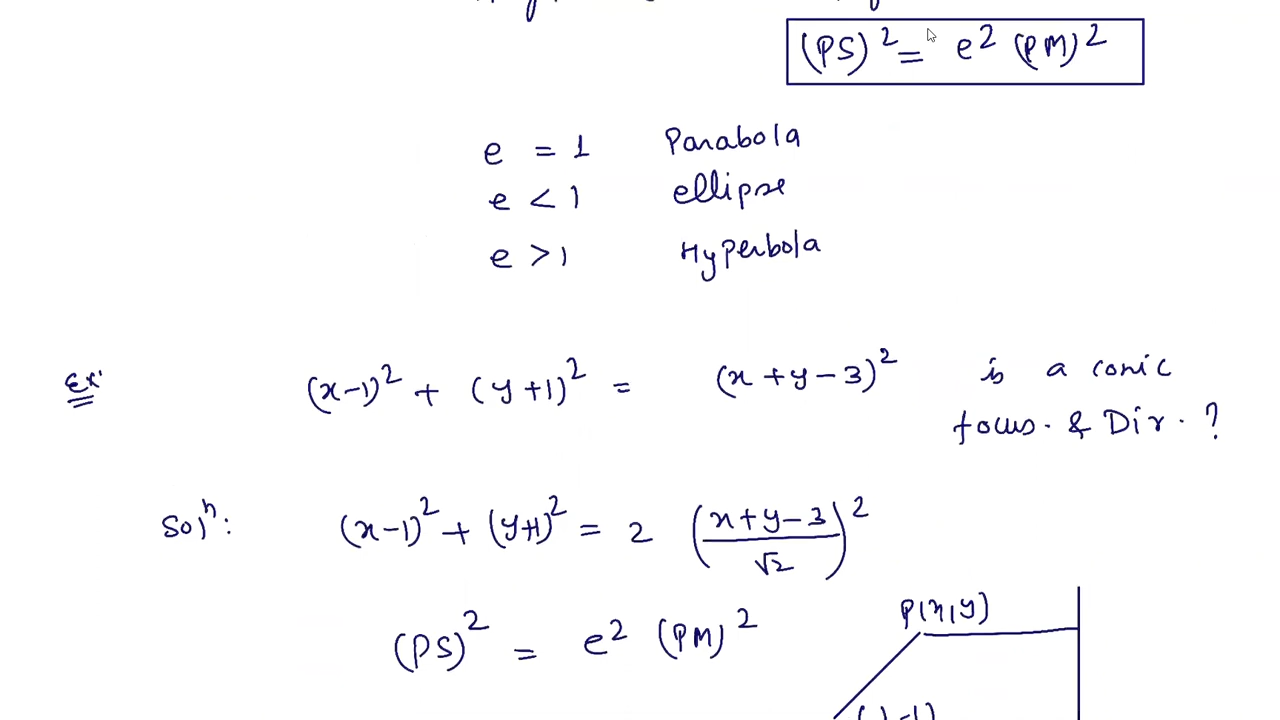 (PS)² = e² (PM)²
e = 1 Parabola
e < 1 ellipse
e > 1 Hyperbola
Ex: (x-1)² + (y+1)² = (x+y-3)² is a conic
focus. & Dir. ?
Solⁿ: (x-1)² + (y+1)² = 2 ((x+y-3)/√2)²
P(x,y)
(PS)² = e² (PM)²